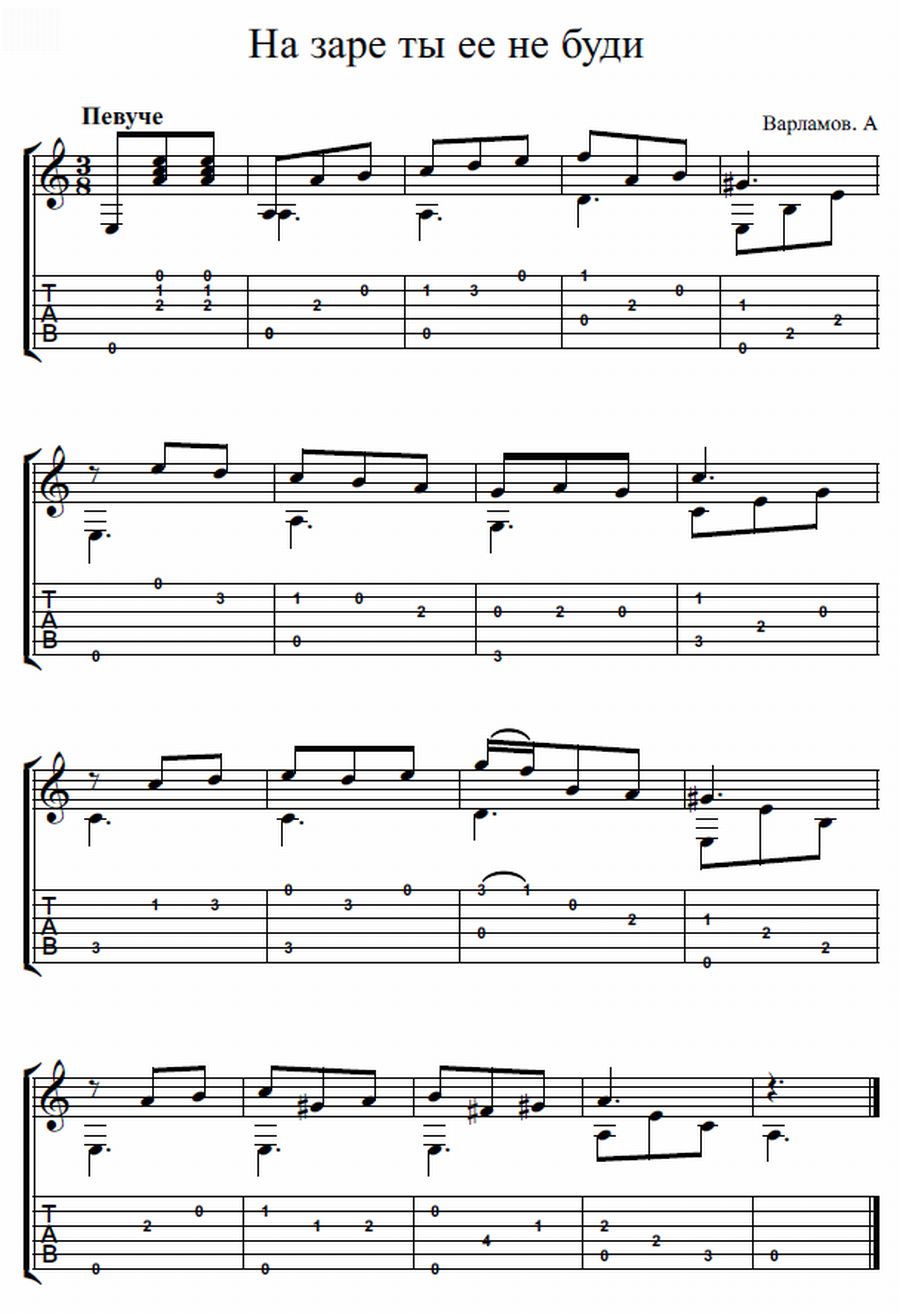 На заре ты ее не буди
Певуче
Варламов. А
3
8
0 0
1 1 0 1 3 0 1 0
2 2 2 2 1
0 2
0 0 2
0 0
T
A
B
0
3 1 0
2 0 2 0 1 0
2
0 3
0 3
T
A
B
0 0 3 1
1 3 3 0
2 1
0 2
3 3 2
0
T
A
B
0 1 0
2 1 2 1 2
4 2
0 3 0
0 0 0
T
A
B